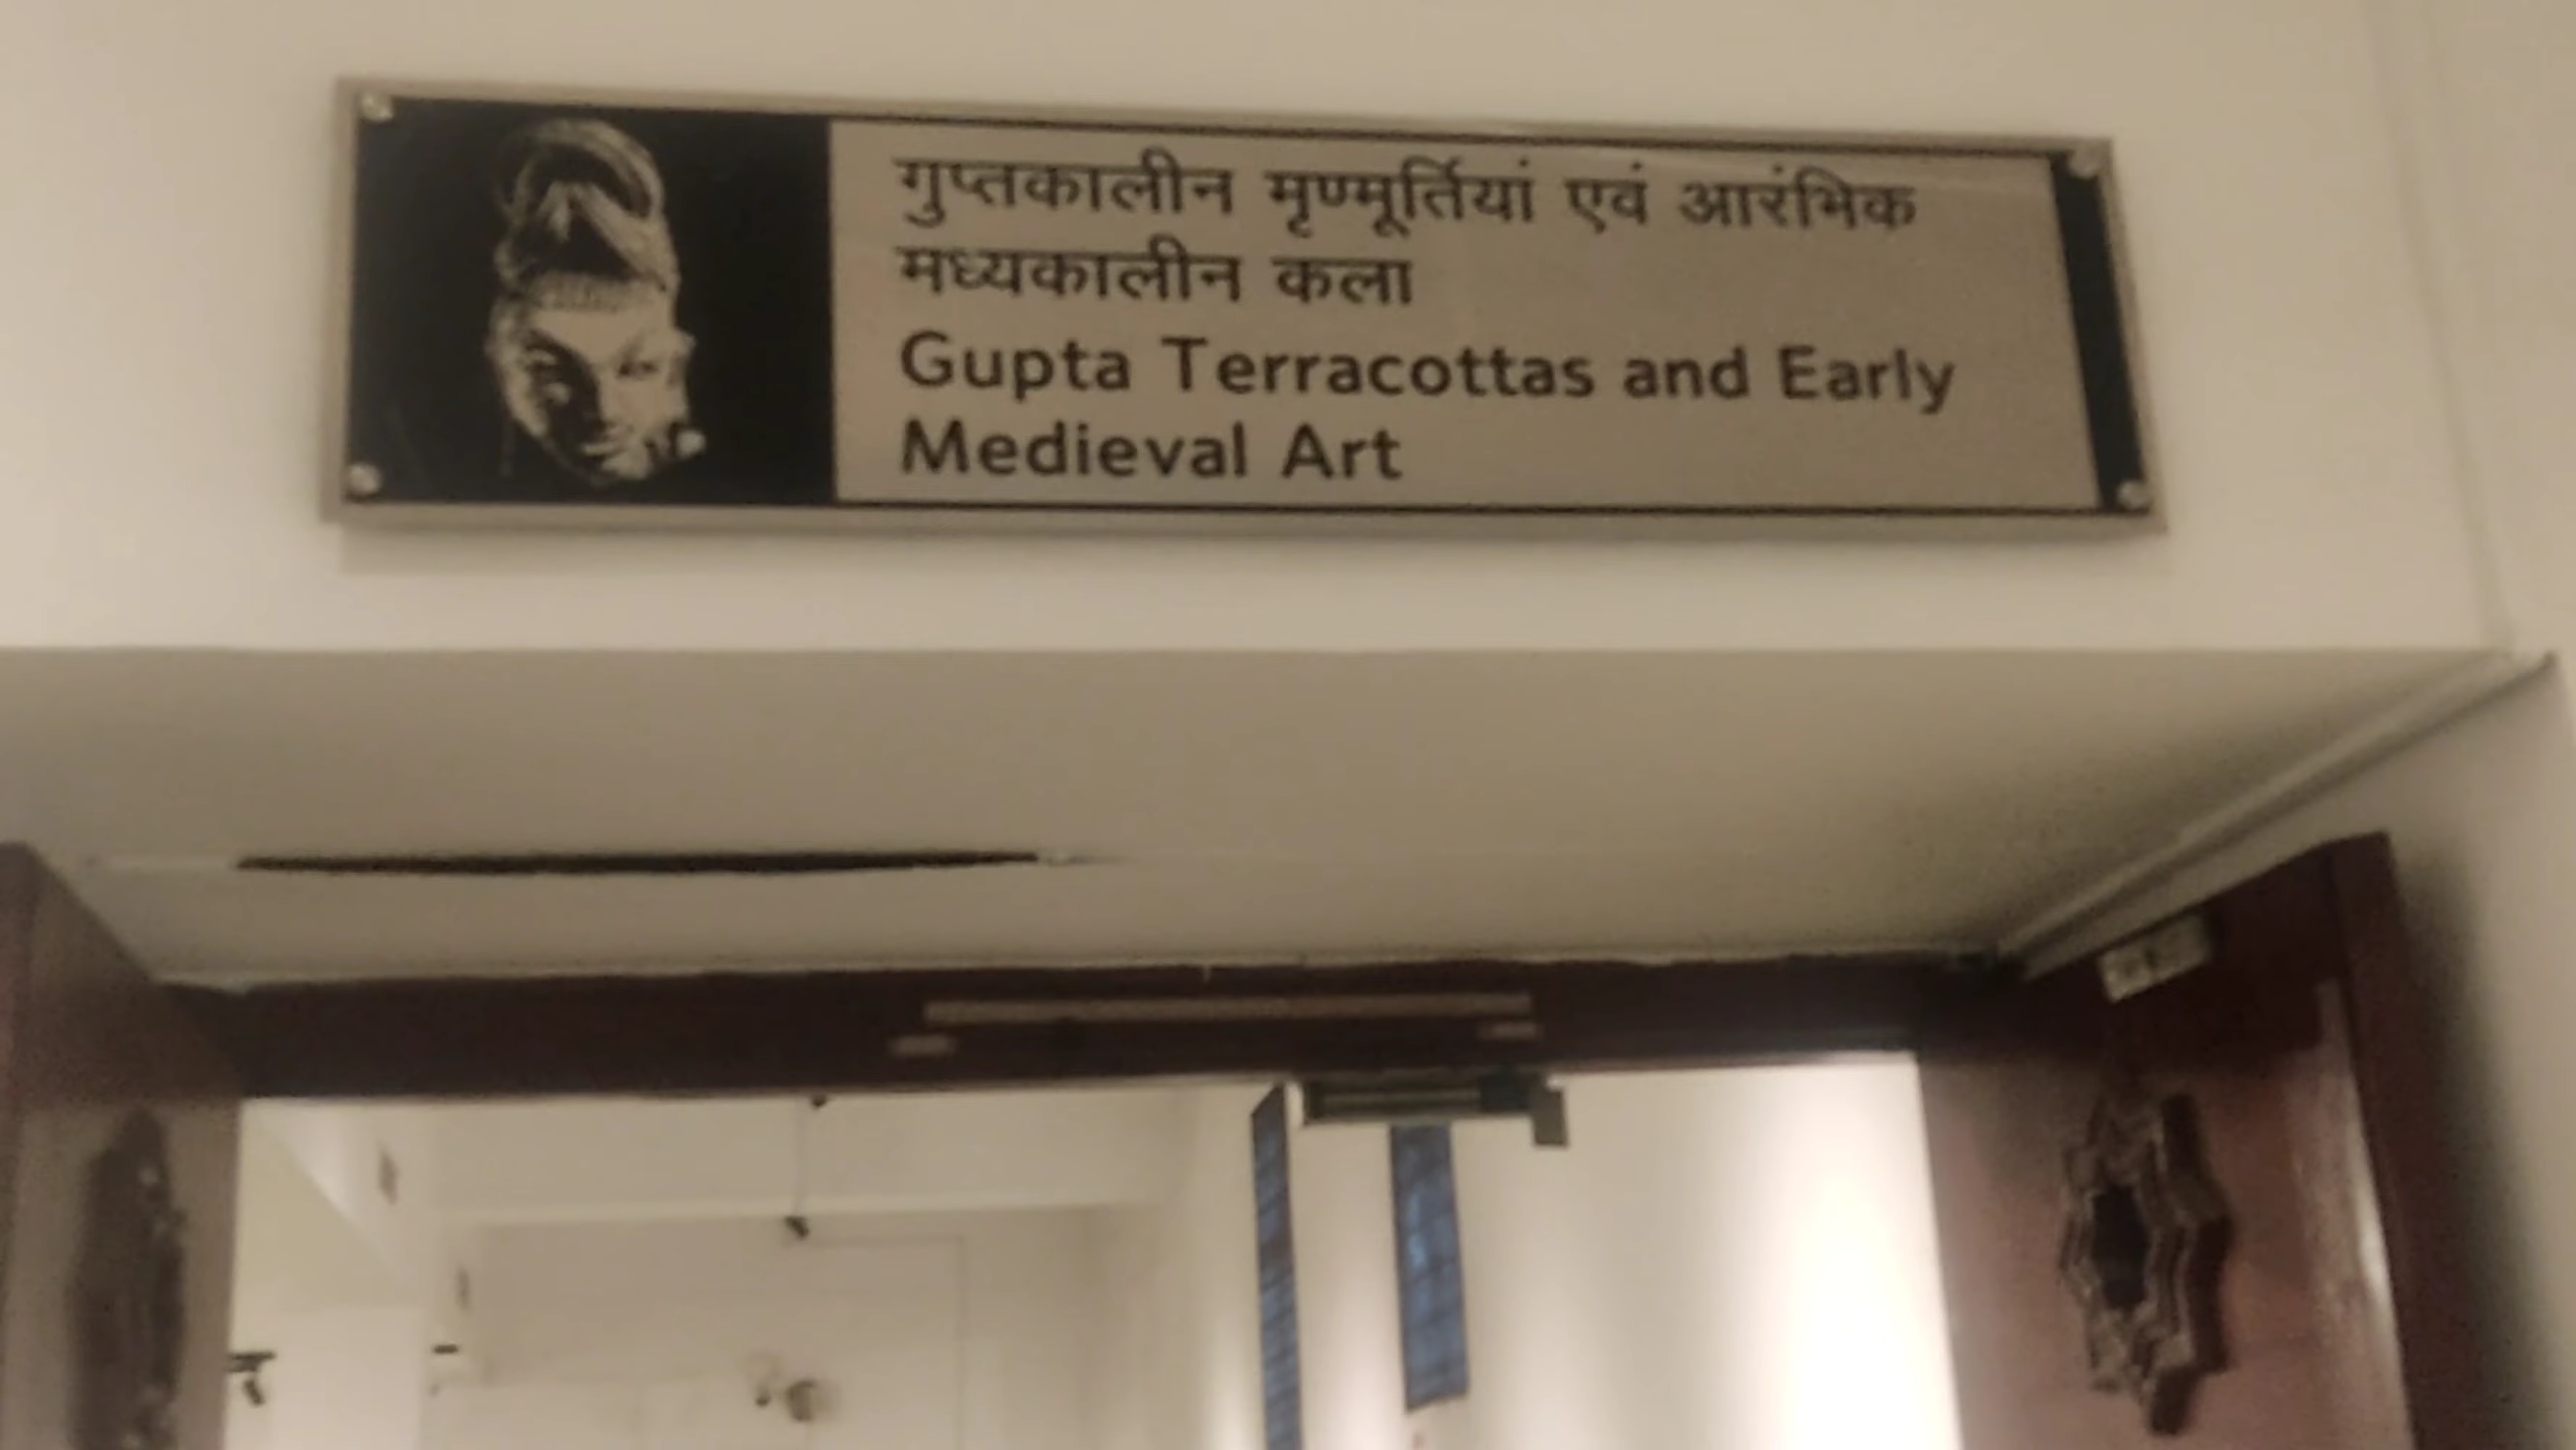 गुप्तकालीन मृण्मूर्तियां एवं आरंभिक
मध्यकालीन कला
Gupta Terracottas and Early
Medieval Art